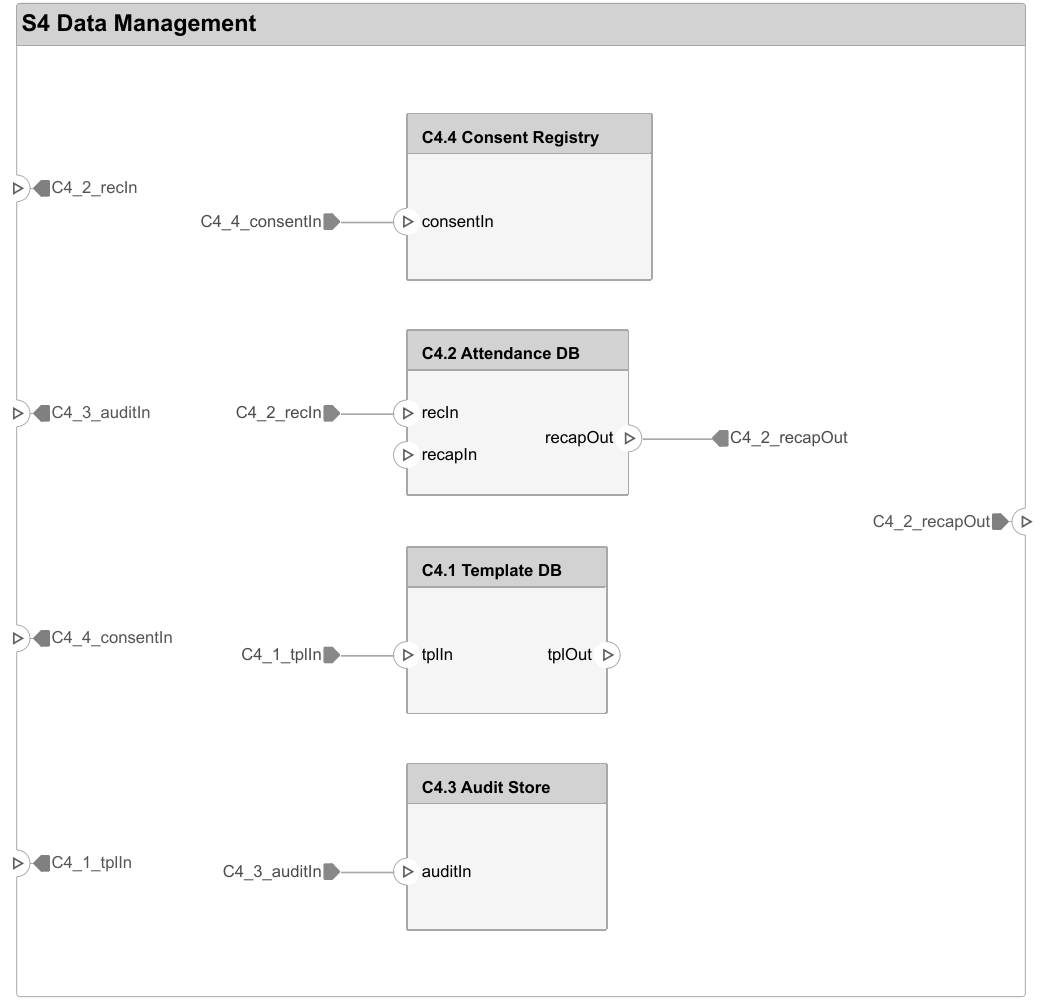 S4 Data Management
C4.4 Consent Registry
C4_2_recIn
C4_4_consentIn
consentIn
C4.2 Attendance DB
C4_3_auditIn
C4_2_recIn
recIn
recapOut
C4_2_recapOut
recapIn
C4_2_recapOut
C4.1 Template DB
C4_4_consentIn
C4_1_tplIn
tplIn
tplOut
C4.3 Audit Store
C4_1_tplIn
C4_3_auditIn
auditIn